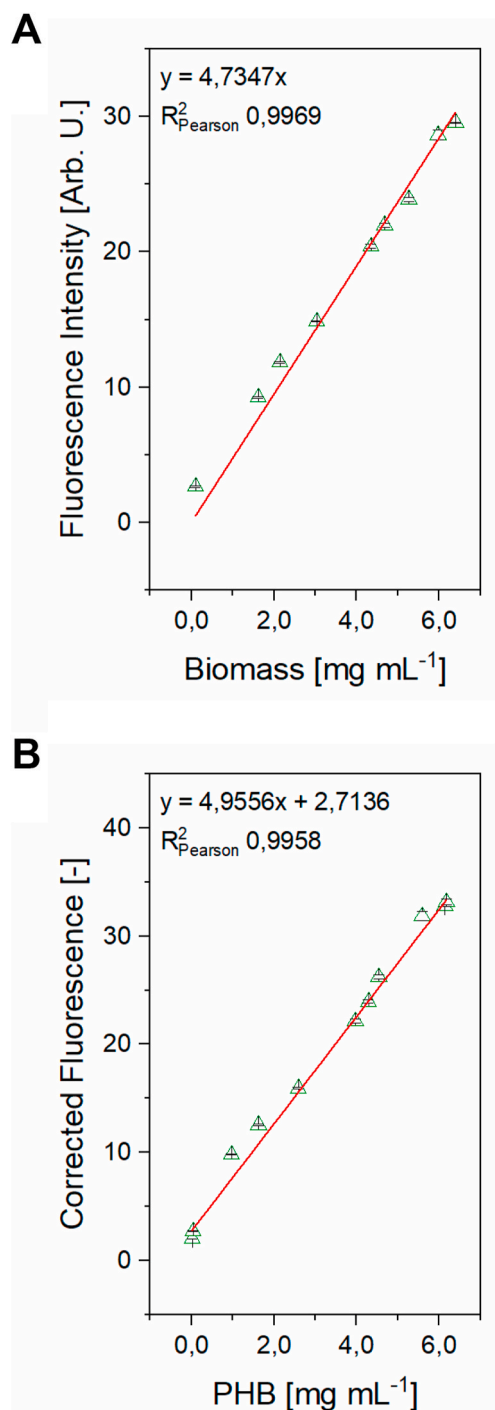 A
y = 4,7347x
R²Pearson 0,9969
30
20
10
0
Fluorescence Intensity [Arb. U.]
0,0 2,0 4,0 6,0
Biomass [mg mL⁻¹]
B
y = 4,9556x + 2,7136
R²Pearson 0,9958
40
30
20
10
0
Corrected Fluorescence [-]
0,0 2,0 4,0 6,0
PHB [mg mL⁻¹]